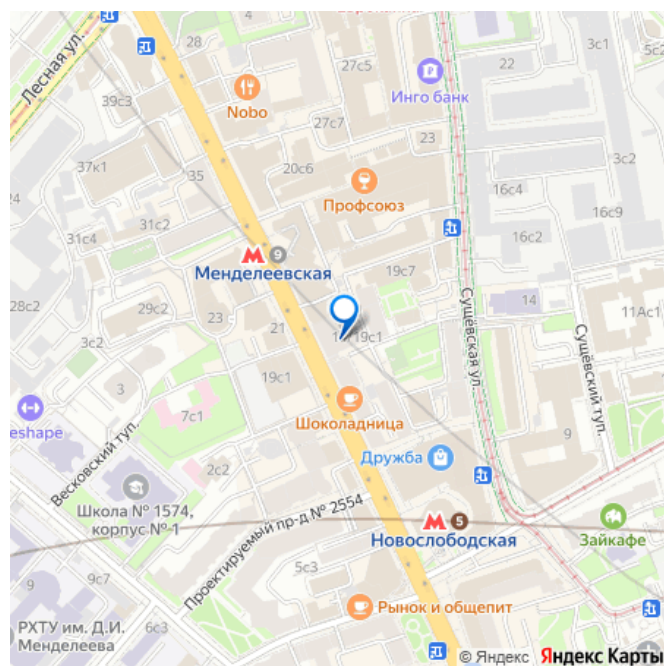 Лесная ул.
28
5с2
39с3
Nobo
27с5
22
3с1
Инго банк
27с7
23
3с2
37к1
35
20с6
16с4
Профсоюз
31с2
16с9
31с4
9
16с2
Менделеевская
19с7
28с2
29с2
14
11Ас1
23
21
19с1
3с2
Сущёвская ул.
Сущёвский туп.
3
19с1
7с1
Шоколадница
9
eshape
Весковский туп.
2с2
Дружба
Школа № 1574,
корпус № 1
Проектируемый пр-д № 2554
5
Новослободская
Зайкафе
9
9с7
5с3
Рынок и общепит
РХТУ им. Д.И.
Менделеева
6с3
© Яндекс Яндекс Карты